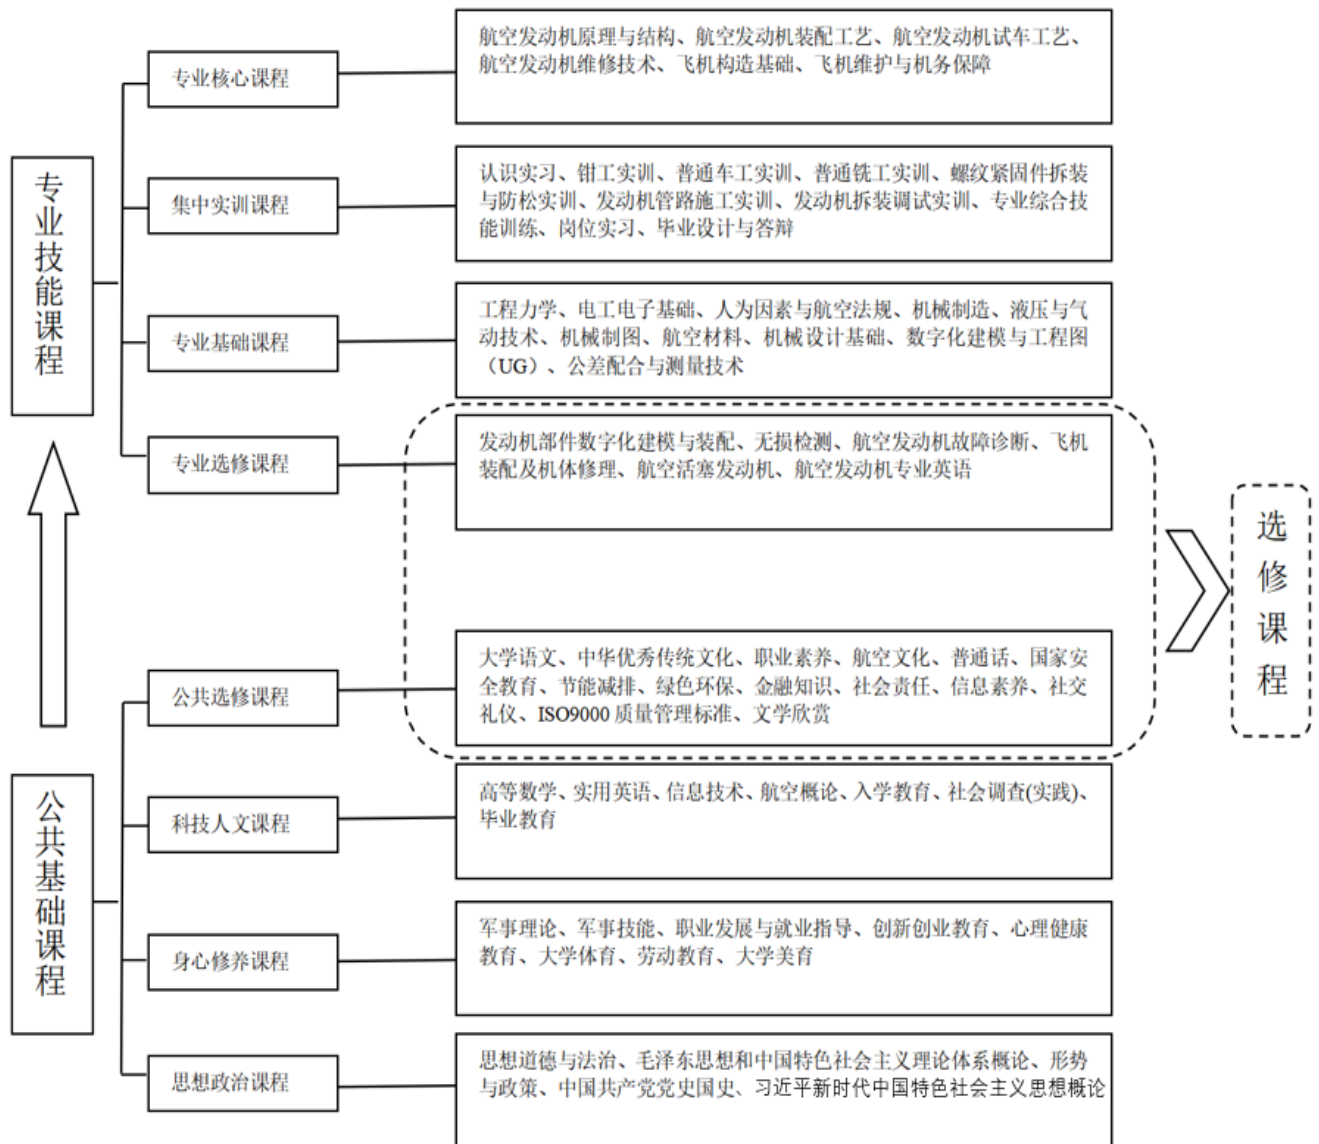 专业技能课程
专业核心课程
航空发动机原理与结构、航空发动机装配工艺、航空发动机试车工艺、
航空发动机维修技术、飞机构造基础、飞机维护与机务保障
集中实训课程
认识实习、钳工实训、普通车工实训、普通铣工实训、螺纹紧固件拆装
与防松实训、发动机管路施工实训、发动机拆装调试实训、专业综合技
能训练、岗位实习、毕业设计与答辩
专业基础课程
工程力学、电工电子基础、人为因素与航空法规、机械制造、液压与气
动技术、机械制图、航空材料、机械设计基础、数字化建模与工程图
（UG）、公差配合与测量技术
专业选修课程
发动机部件数字化建模与装配、无损检测、航空发动机故障诊断、飞机
装配及机体修理、航空活塞发动机、航空发动机专业英语
选修课程
公共基础课程
公共选修课程
大学语文、中华优秀传统文化、职业素养、航空文化、普通话、国家安
全教育、节能减排、绿色环保、金融知识、社会责任、信息素养、社交
礼仪、ISO9000 质量管理标准、文学欣赏
科技人文课程
高等数学、实用英语、信息技术、航空概论、入学教育、社会调查(实践)、
毕业教育
身心修养课程
军事理论、军事技能、职业发展与就业指导、创新创业教育、心理健康
教育、大学体育、劳动教育、大学美育
思想政治课程
思想道德与法治、毛泽东思想和中国特色社会主义理论体系概论、形势
与政策、中国共产党党史国史、习近平新时代中国特色社会主义思想概论